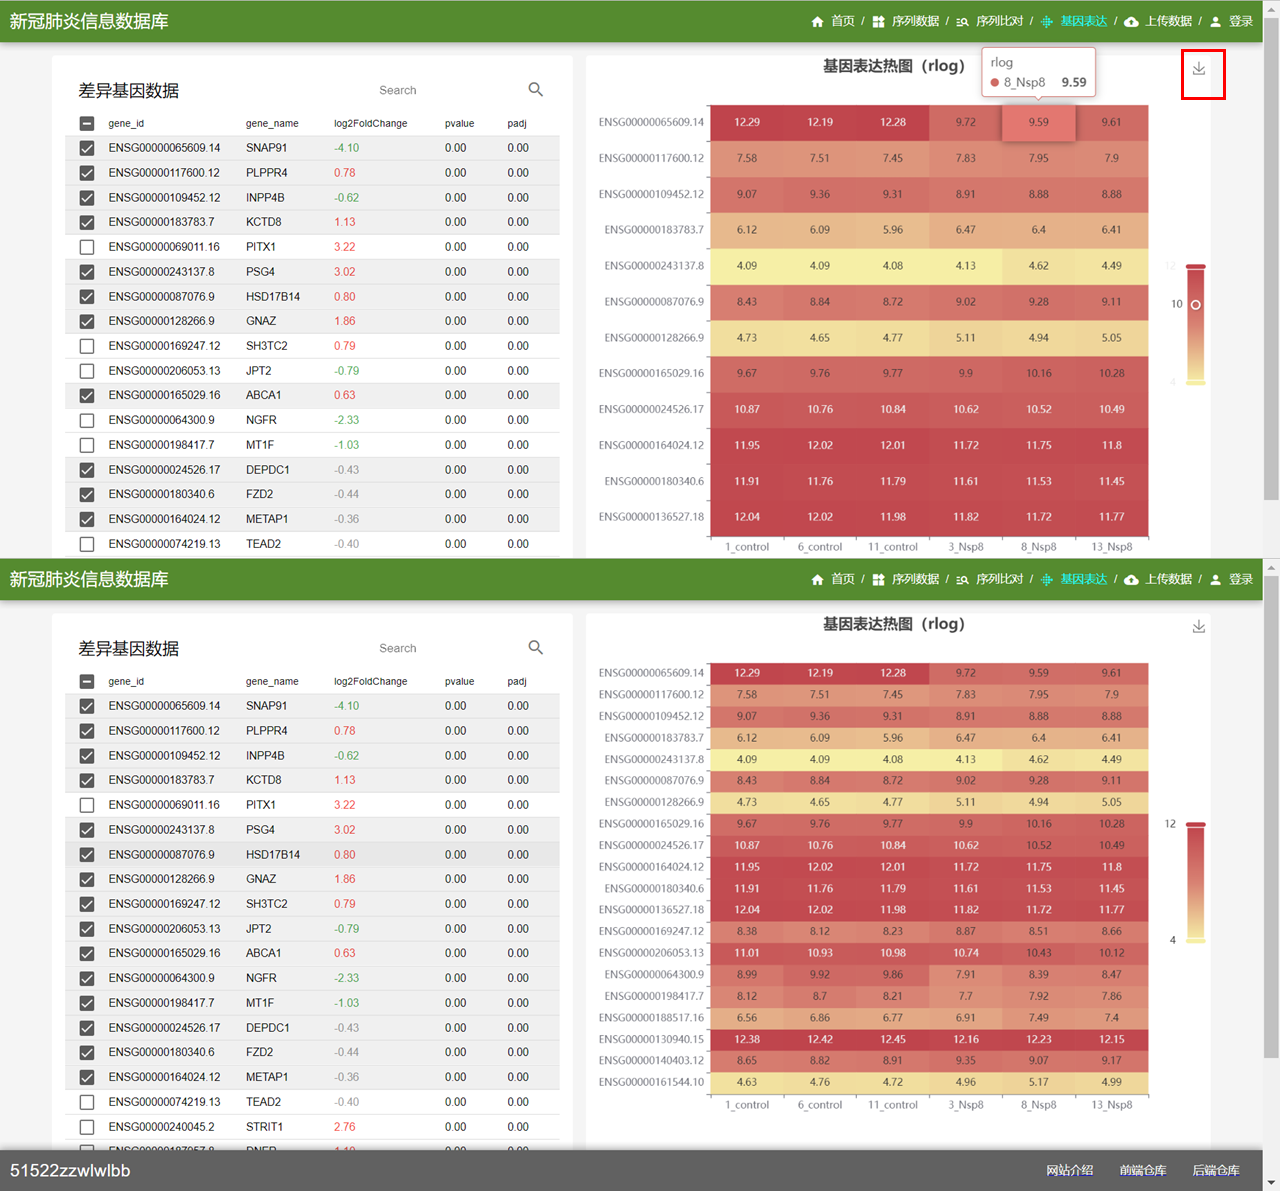 新冠肺炎信息数据库 首页 / 序列数据 / 序列比对 / 基因表达 / 上传数据 / 登录
差异基因数据 Search
gene_id gene_name log2FoldChange pvalue padj
ENSG00000065609.14 SNAP91 -4.10 0.00 0.00
ENSG00000117600.12 PLPPR4 0.78 0.00 0.00
ENSG00000109452.12 INPP4B -0.62 0.00 0.00
ENSG00000183783.7 KCTD8 1.13 0.00 0.00
ENSG00000069011.16 PITX1 3.22 0.00 0.00
ENSG00000243137.8 PSG4 3.02 0.00 0.00
ENSG00000087076.9 HSD17B14 0.80 0.00 0.00
ENSG00000128266.9 GNAZ 1.86 0.00 0.00
ENSG00000169247.12 SH3TC2 0.79 0.00 0.00
ENSG00000206053.13 JPT2 -0.79 0.00 0.00
ENSG00000165029.16 ABCA1 0.63 0.00 0.00
ENSG00000064300.9 NGFR -2.33 0.00 0.00
ENSG00000198417.7 MT1F -1.03 0.00 0.00
ENSG00000024526.17 DEPDC1 -0.43 0.00 0.00
ENSG00000180340.6 FZD2 -0.44 0.00 0.00
ENSG00000164024.12 METAP1 -0.36 0.00 0.00
ENSG00000074219.13 TEAD2 -0.40 0.00 0.00
基因表达热图（rlog）
rlog
8_Nsp8 9.59
ENSG00000065609.14 12.29 12.19 12.28 9.72 9.59 9.61
ENSG00000117600.12 7.58 7.51 7.45 7.83 7.95 7.9
ENSG00000109452.12 9.07 9.36 9.31 8.91 8.88 8.88
ENSG00000183783.7 6.12 6.09 5.96 6.47 6.4 6.41
ENSG00000243137.8 4.09 4.09 4.08 4.13 4.62 4.49
ENSG00000087076.9 8.43 8.84 8.72 9.02 9.28 9.11
ENSG00000128266.9 4.73 4.65 4.77 5.11 4.94 5.05
ENSG00000165029.16 9.67 9.76 9.77 9.9 10.16 10.28
ENSG00000024526.17 10.87 10.76 10.84 10.62 10.52 10.49
ENSG00000164024.12 11.95 12.02 12.01 11.72 11.75 11.8
ENSG00000180340.6 11.91 11.76 11.79 11.61 11.53 11.45
ENSG00000136527.18 12.04 12.02 11.98 11.82 11.72 11.77
1_control 6_control 11_control 3_Nsp8 8_Nsp8 13_Nsp8
12
10
4
新冠肺炎信息数据库 首页 / 序列数据 / 序列比对 / 基因表达 / 上传数据 / 登录
差异基因数据 Search
gene_id gene_name log2FoldChange pvalue padj
ENSG00000065609.14 SNAP91 -4.10 0.00 0.00
ENSG00000117600.12 PLPPR4 0.78 0.00 0.00
ENSG00000109452.12 INPP4B -0.62 0.00 0.00
ENSG00000183783.7 KCTD8 1.13 0.00 0.00
ENSG00000069011.16 PITX1 3.22 0.00 0.00
ENSG00000243137.8 PSG4 3.02 0.00 0.00
ENSG00000087076.9 HSD17B14 0.80 0.00 0.00
ENSG00000128266.9 GNAZ 1.86 0.00 0.00
ENSG00000169247.12 SH3TC2 0.79 0.00 0.00
ENSG00000206053.13 JPT2 -0.79 0.00 0.00
ENSG00000165029.16 ABCA1 0.63 0.00 0.00
ENSG00000064300.9 NGFR -2.33 0.00 0.00
ENSG00000198417.7 MT1F -1.03 0.00 0.00
ENSG00000024526.17 DEPDC1 -0.43 0.00 0.00
ENSG00000180340.6 FZD2 -0.44 0.00 0.00
ENSG00000164024.12 METAP1 -0.36 0.00 0.00
ENSG00000074219.13 TEAD2 -0.40 0.00 0.00
ENSG00000240045.2 STRIT1 2.76 0.00 0.00
基因表达热图（rlog）
ENSG00000065609.14 12.29 12.19 12.28 9.72 9.59 9.61
ENSG00000117600.12 7.58 7.51 7.45 7.83 7.95 7.9
ENSG00000109452.12 9.07 9.36 9.31 8.91 8.88 8.88
ENSG00000183783.7 6.12 6.09 5.96 6.47 6.4 6.41
ENSG00000243137.8 4.09 4.09 4.08 4.13 4.62 4.49
ENSG00000087076.9 8.43 8.84 8.72 9.02 9.28 9.11
ENSG00000128266.9 4.73 4.65 4.77 5.11 4.94 5.05
ENSG00000165029.16 9.67 9.76 9.77 9.9 10.16 10.28
ENSG00000024526.17 10.87 10.76 10.84 10.62 10.52 10.49
ENSG00000164024.12 11.95 12.02 12.01 11.72 11.75 11.8
ENSG00000180340.6 11.91 11.76 11.79 11.61 11.53 11.45
ENSG00000136527.18 12.04 12.02 11.98 11.82 11.72 11.77
ENSG00000169247.12 8.38 8.12 8.23 8.87 8.51 8.66
ENSG00000206053.13 11.01 10.93 10.98 10.74 10.43 10.12
ENSG00000064300.9 8.99 9.92 9.86 7.91 8.39 8.47
ENSG00000198417.7 8.12 8.7 8.21 7.7 7.92 7.86
ENSG00000188517.16 6.56 6.86 6.77 6.91 7.49 7.4
ENSG00000130940.15 12.38 12.42 12.45 12.16 12.23 12.15
ENSG00000140403.12 8.65 8.82 8.91 9.35 9.07 9.17
ENSG00000161544.10 4.63 4.76 4.72 4.96 5.17 4.99
1_control 6_control 11_control 3_Nsp8 8_Nsp8 13_Nsp8
12
4
51522zzwlwlbb 网站介绍 前端仓库 后端仓库